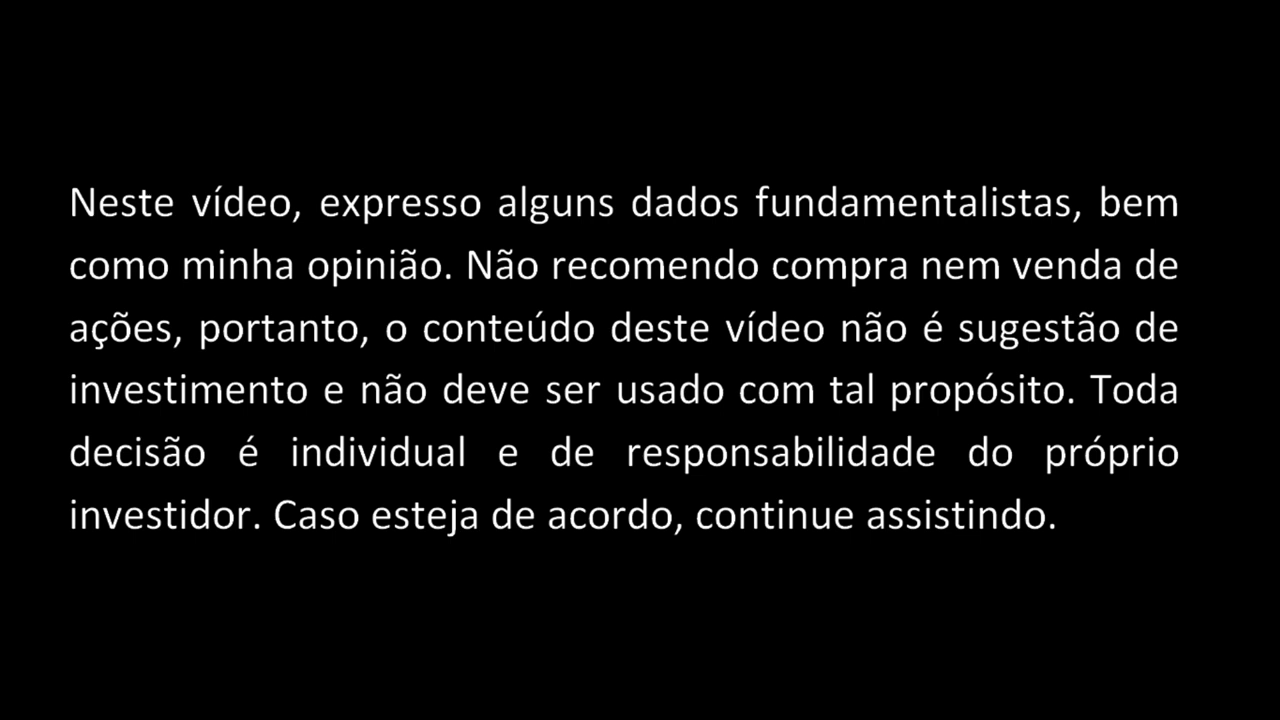 Neste vídeo, expresso alguns dados fundamentalistas, bem
como minha opinião. Não recomendo compra nem venda de
ações, portanto, o conteúdo deste vídeo não é sugestão de
investimento e não deve ser usado com tal propósito. Toda
decisão é individual e de responsabilidade do próprio
investidor. Caso esteja de acordo, continue assistindo.